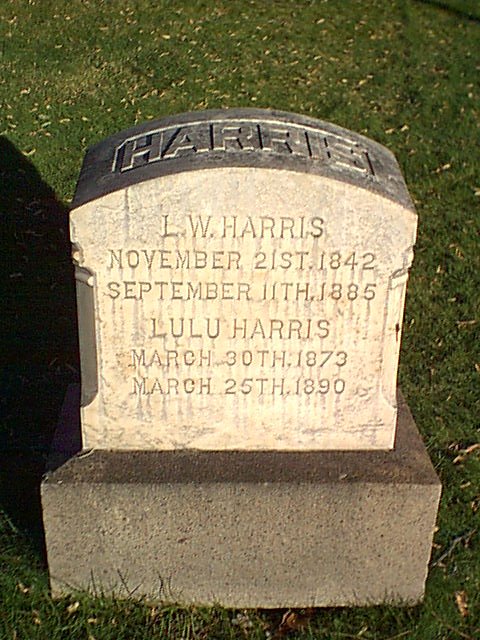 HARRIS
L.W. HARRIS
NOVEMBER 21ST. 1842
SEPTEMBER 11TH. 1885
LULU HARRIS
MARCH 30TH. 1873
MARCH 25TH. 1890